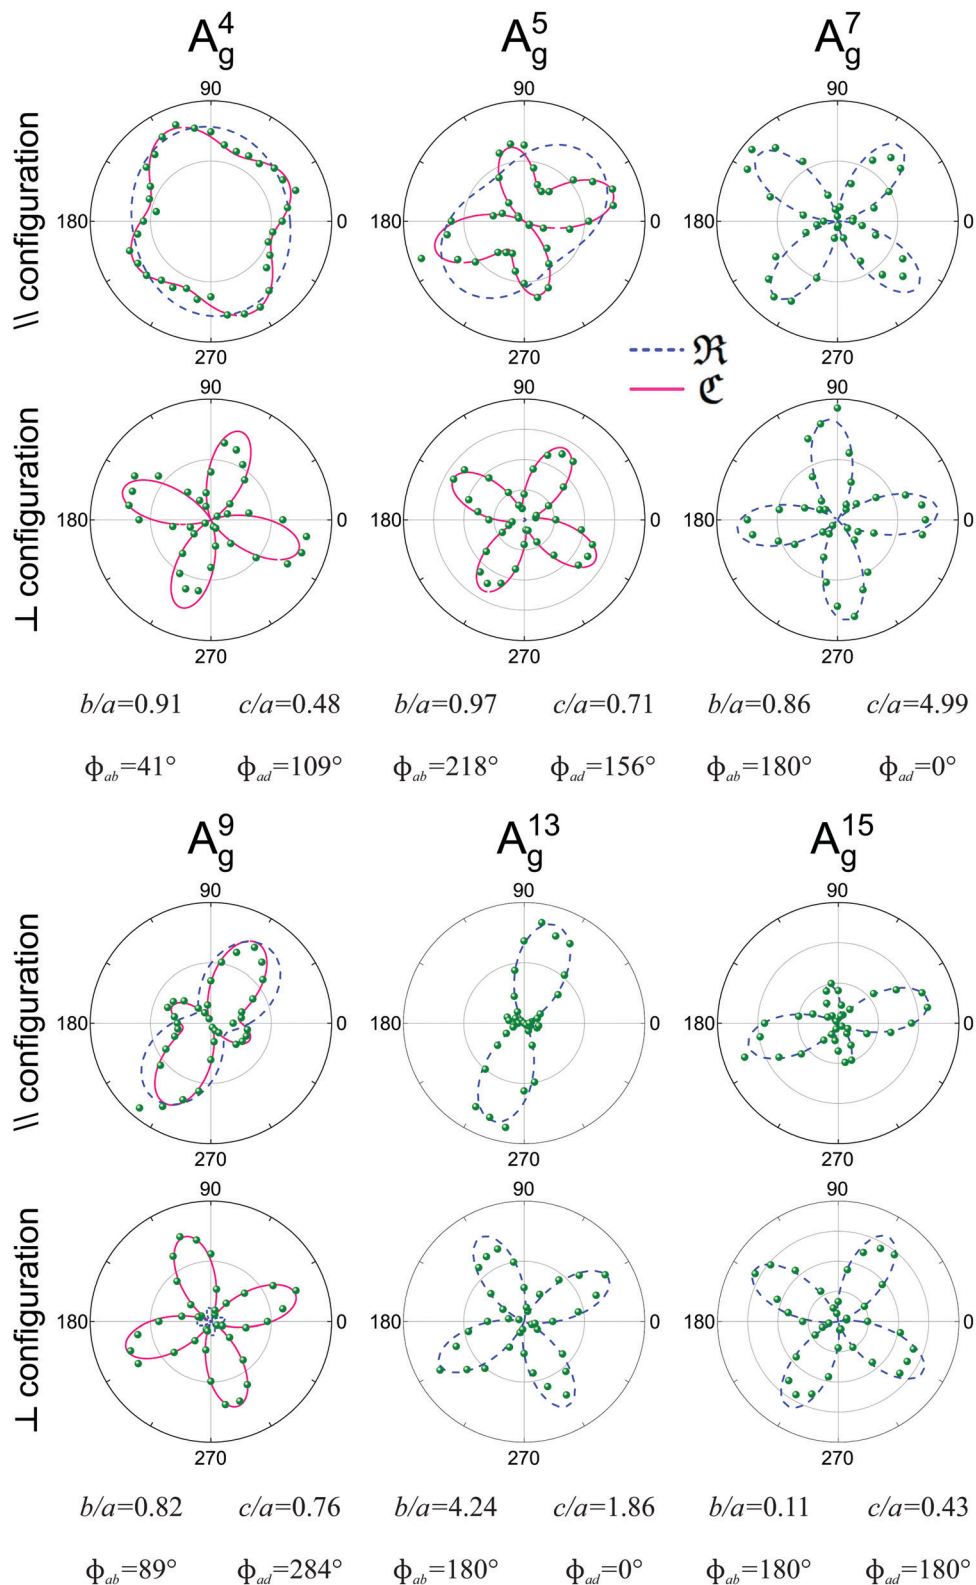 A_g^4 A_g^5 A_g^7
\\ configuration
90 90 90
180 0 180 0 180 0
270 270 270
ℜ
ℭ
⊥ configuration
90 90 90
180 0 180 0 180 0
270 270 270
b/a=0.91 c/a=0.48 b/a=0.97 c/a=0.71 b/a=0.86 c/a=4.99
ϕ_ab=41° ϕ_ad=109° ϕ_ab=218° ϕ_ad=156° ϕ_ab=180° ϕ_ad=0°
A_g^9 A_g^13 A_g^15
\\ configuration
90 90 90
180 0 180 0 180 0
270 270 270
⊥ configuration
90 90 90
180 0 180 0 180 0
270 270 270
b/a=0.82 c/a=0.76 b/a=4.24 c/a=1.86 b/a=0.11 c/a=0.43
ϕ_ab=89° ϕ_ad=284° ϕ_ab=180° ϕ_ad=0° ϕ_ab=180° ϕ_ad=180°